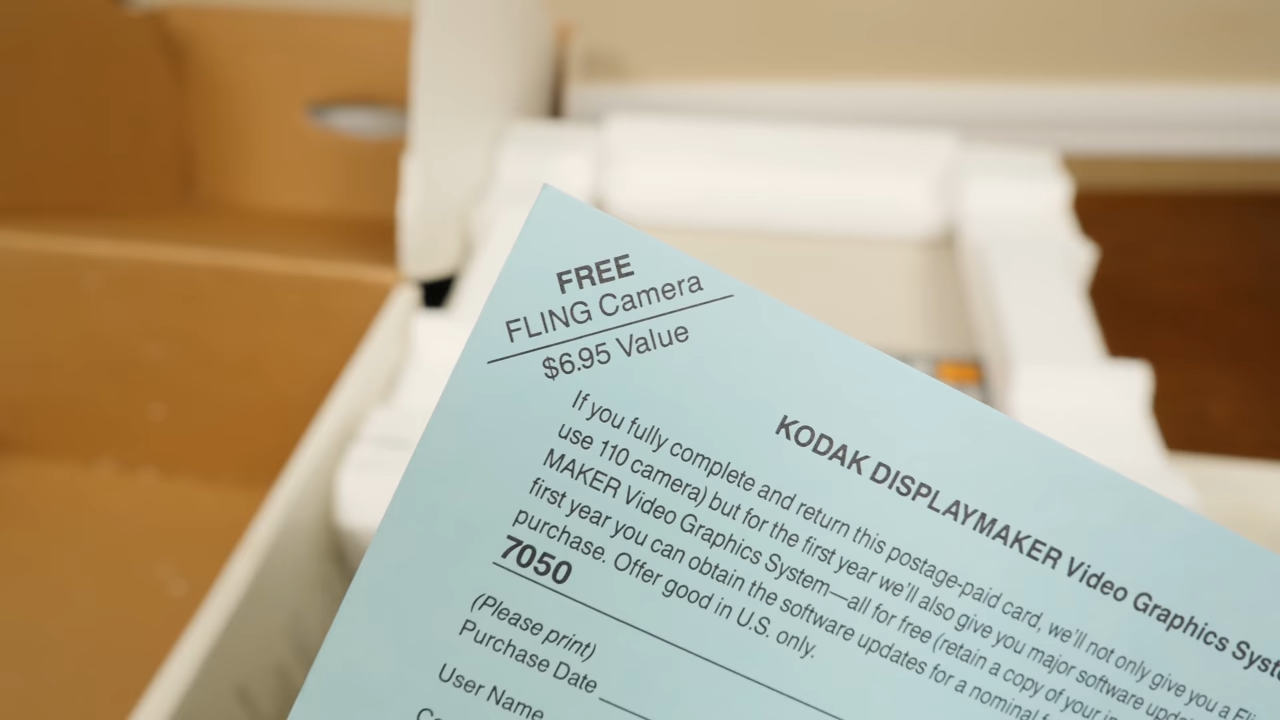 FREE
FLING Camera
$6.95 Value
KODAK DISPLAYMAKER Video Graphics Syst
If you fully complete and return this postage-paid card, we'll not only give you a Fli
use 110 camera) but for the first year we'll also give you major software upd
MAKER Video Graphics System—all for free (retain a copy of your in
first year you can obtain the software updates for a nominal f
purchase. Offer good in U.S. only.
7050
(Please print)
Purchase Date
User Name